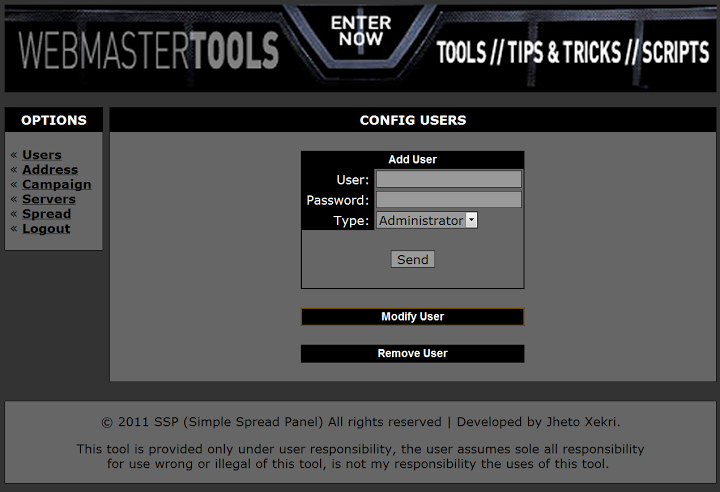 WEBMASTERTOOLS
ENTER
NOW
TOOLS // TIPS & TRICKS // SCRIPTS
OPTIONS
« Users
« Address
« Campaign
« Servers
« Spread
« Logout
CONFIG USERS
Add User
User:
Password:
Type: Administrator
Send
Modify User
Remove User
© 2011 SSP (Simple Spread Panel) All rights reserved | Developed by Jheto Xekri.
This tool is provided only under user responsibility, the user assumes sole all responsibility
for use wrong or illegal of this tool, is not my responsibility the uses of this tool.